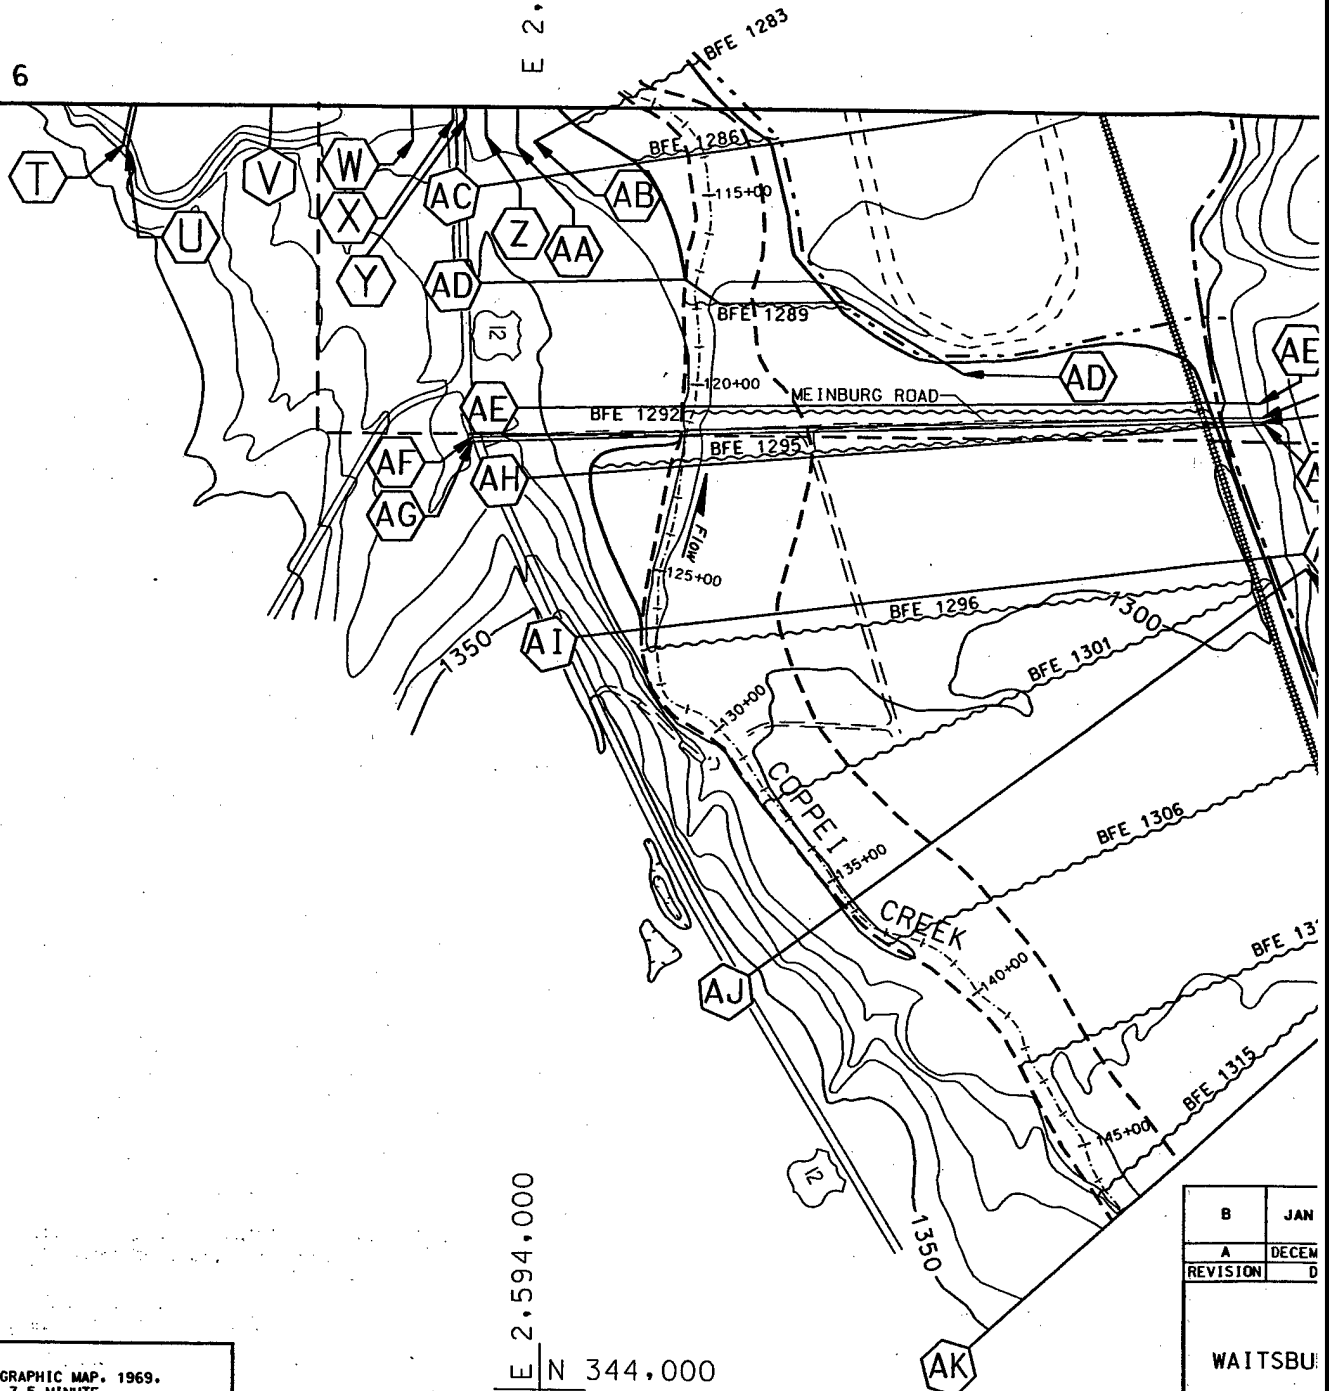 E 2,
BFE 1283
6
T
U
V
W
X
Y
AC
AD
Z
AA
AB
BFE 1286
115+00
BFE 1289
12
120+00
AD
AE
AE
MEINBURG ROAD
BFE 1292
BFE 1295
AF
AG
AH
Flow
125+00
BFE 1296
1300
AI
1350
BFE 1301
130+00
COPPEI
CREEK
BFE 1306
135+00
AJ
140+00
BFE 131
BFE 1315
145+00
12
1350
AK
E 2,594,000
N 344,000
B JAN
A DECEM
REVISION D
WAITSBU
GRAPHIC MAP. 1969.
7.5 MINUTE